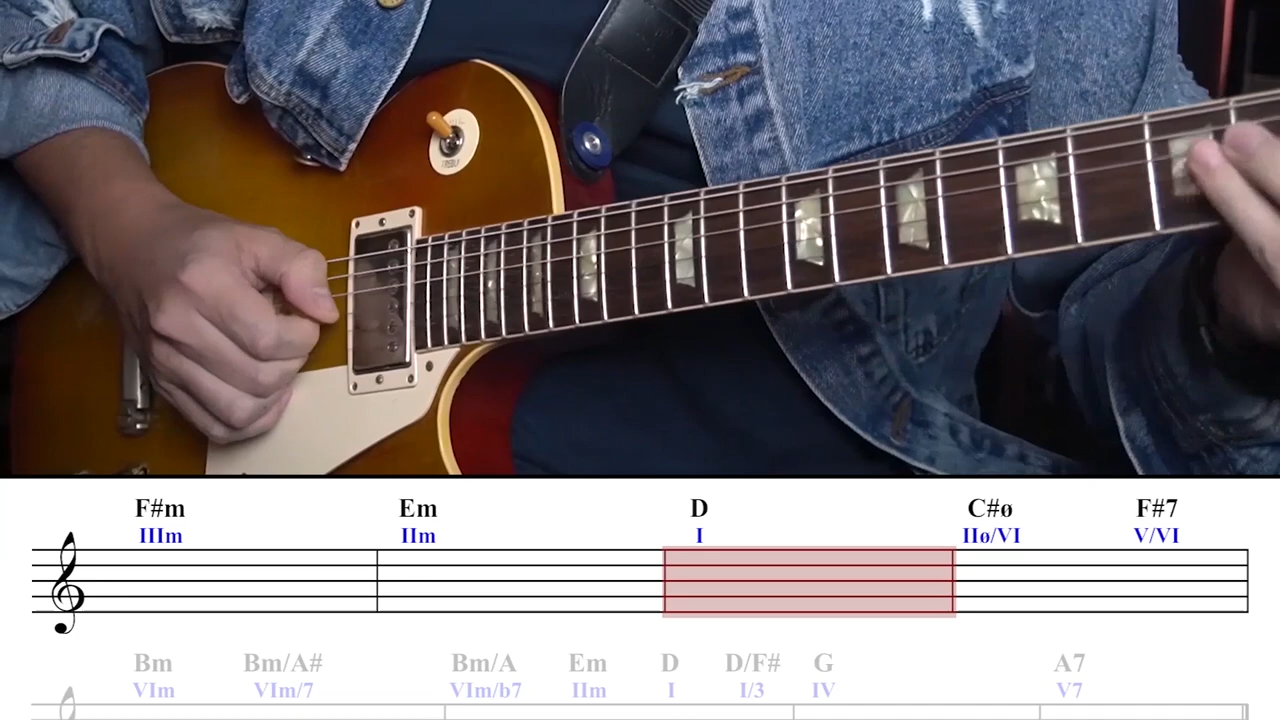 F#m Em D C#ø F#7
IIIm IIm I IIø/VI V/VI
Bm Bm/A# Bm/A Em D D/F# G A7
VIm VIm/7 VIm/b7 IIm I I/3 IV V7